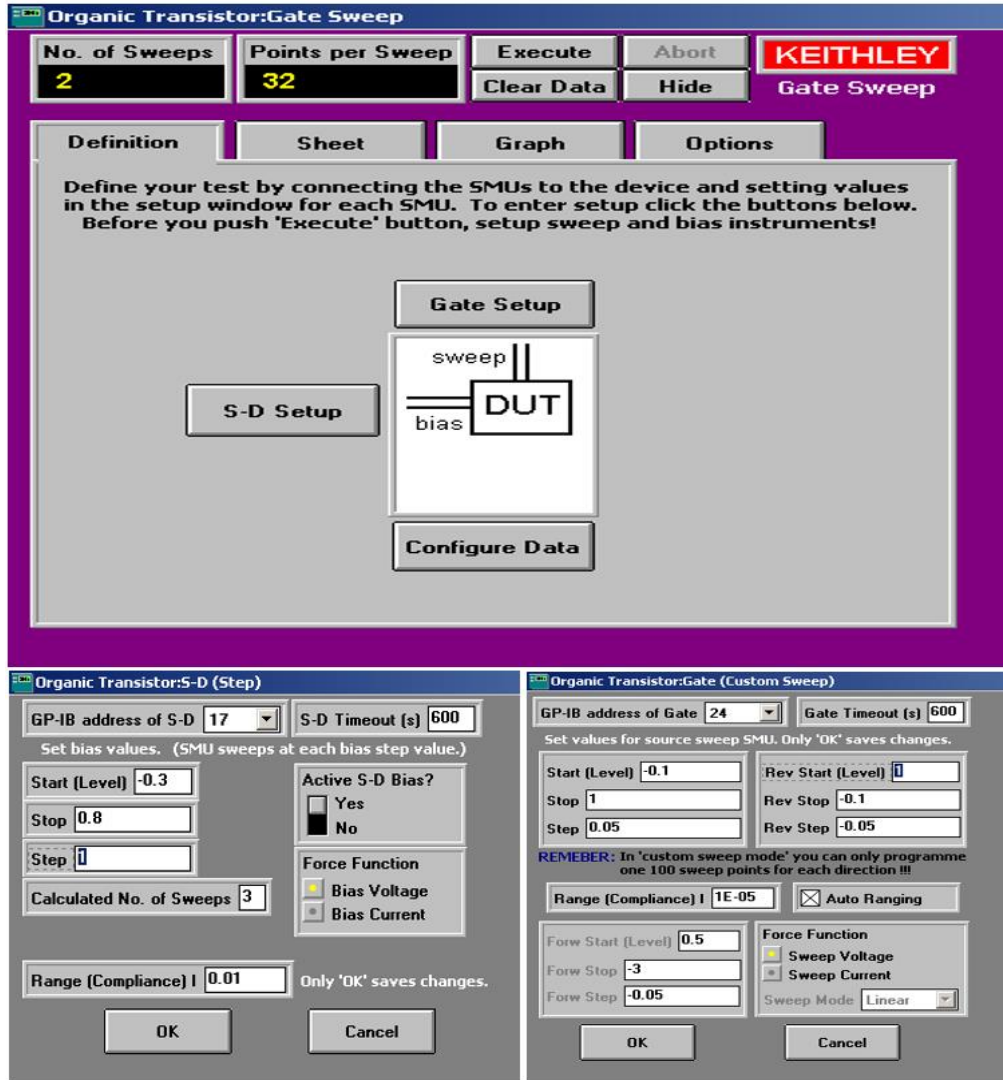 Organic Transistor:Gate Sweep
No. of Sweeps
2
Points per Sweep
32
Execute
Abort
Clear Data
Hide
KEITHLEY
Gate Sweep
Definition
Sheet
Graph
Options
Define your test by connecting the SMUs to the device and setting values
in the setup window for each SMU. To enter setup click the buttons below.
Before you push 'Execute' button, setup sweep and bias instruments!
Gate Setup
sweep
S-D Setup
DUT
bias
Configure Data
Organic Transistor:S-D (Step)
GP-IB address of S-D 17
S-D Timeout (s) 600
Set bias values. (SMU sweeps at each bias step value.)
Start (Level) -0.3
Stop 0.8
Step 1
Calculated No. of Sweeps 3
Active S-D Bias?
Yes
No
Force Function
Bias Voltage
Bias Current
Range (Compliance) I 0.01
Only 'OK' saves changes.
OK
Cancel
Organic Transistor:Gate (Custom Sweep)
GP-IB address of Gate 24
Gate Timeout (s) 600
Set values for source sweep SMU. Only 'OK' saves changes.
Start (Level) -0.1
Stop 1
Step 0.05
Rev Start (Level) 1
Rev Stop -0.1
Rev Step -0.05
REMEBER: In 'custom sweep mode' you can only programme
one 100 sweep points for each direction !!!
Range (Compliance) I 1E-05
Auto Ranging
Forw Start (Level) 0.5
Forw Stop -3
Forw Step -0.05
Force Function
Sweep Voltage
Sweep Current
Sweep Mode Linear
OK
Cancel